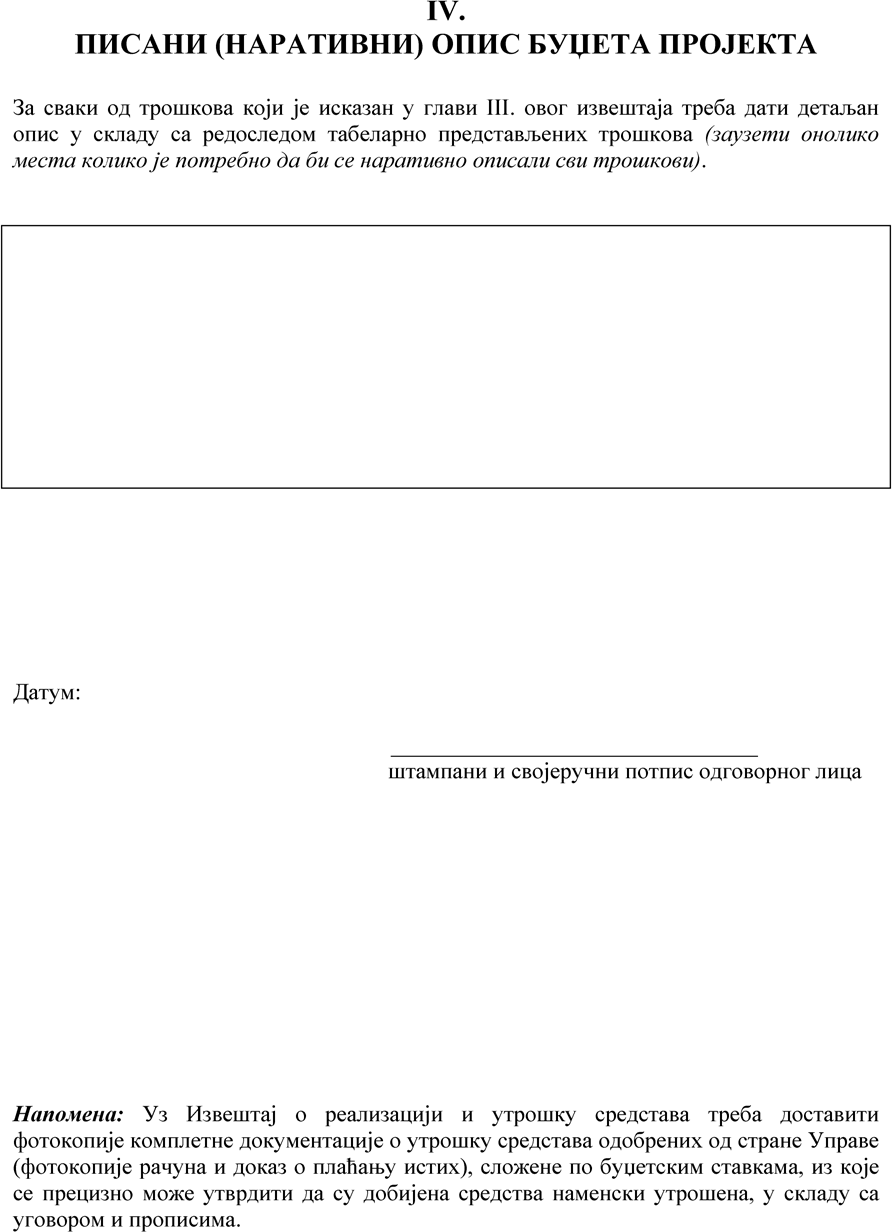 IV.
ПИСАНИ (НАРАТИВНИ) ОПИС БУЏЕТА ПРОЈЕКТА
За сваки од трошкова који је исказан у глави III. овог извештаја треба дати детаљан
опис у складу са редоследом табеларно представљених трошкова (заузети онолико
места колико је потребно да би се наративно описали сви трошкови).
Датум:
штампани и својеручни потпис одговорног лица
Напомена: Уз Извештај о реализацији и утрошку средстава треба доставити
фотокопије комплетне документације о утрошку средстава одобрених од стране Управе
(фотокопије рачуна и доказ о плаћању истих), сложене по буџетским ставкама, из које
се прецизно може утврдити да су добијена средства наменски утрошена, у складу са
уговором и прописима.